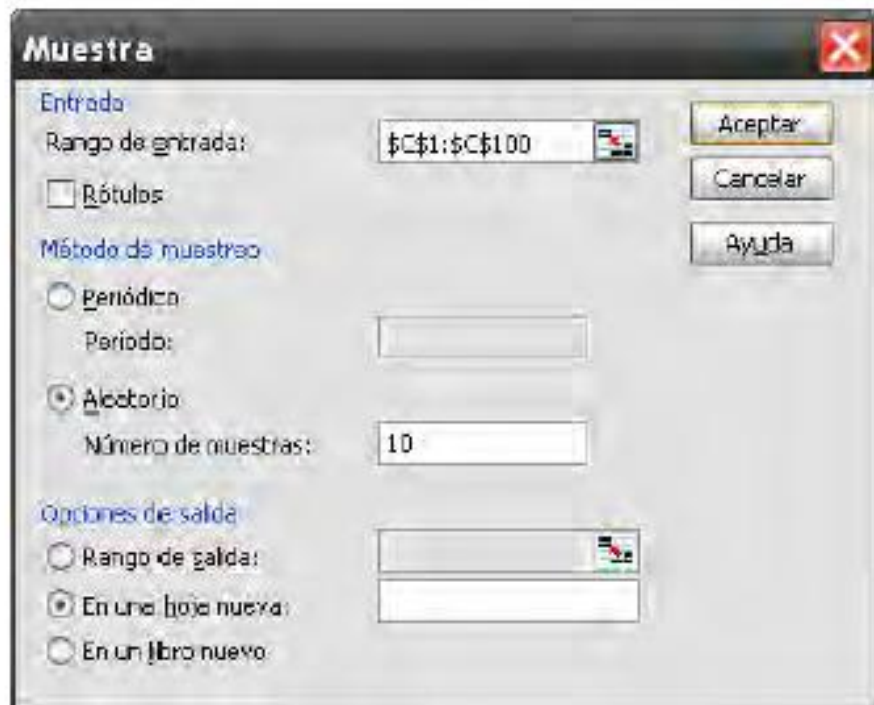 Muestra
Entrada
Rango de entrada: $C$1:$C$100
Rótulos
Método de muestreo
Periódico
Período:
Aleatorio
Número de muestras: 10
Opciones de salida
Rango de salida:
En una hoja nueva:
En un libro nuevo
Aceptar
Cancelar
Ayuda